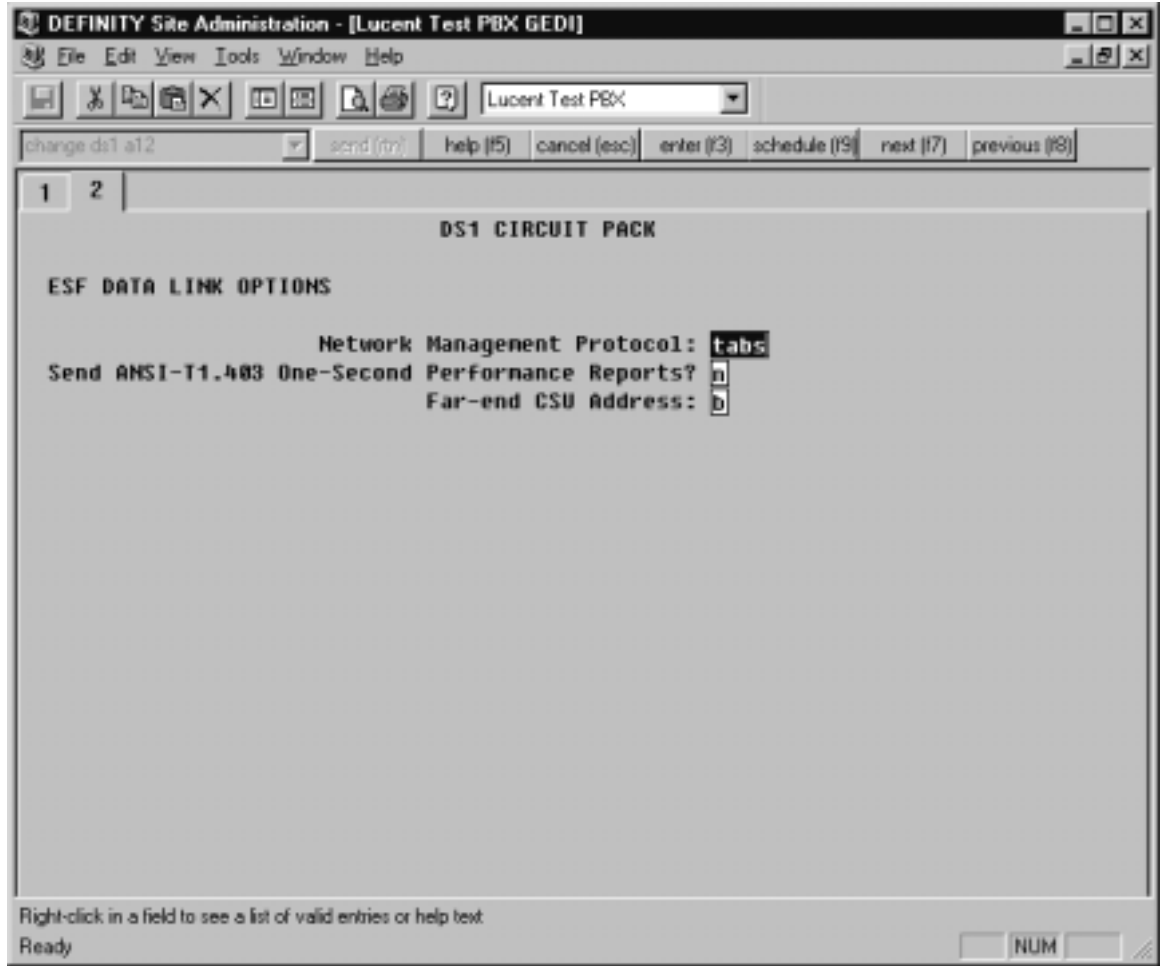 DEFINITY Site Administration - [Lucent Test PBX GEDI]
File Edit View Tools Window Help
Lucent Test PBX
change ds1 a12 send (rtn) help (f5) cancel (esc) enter (f3) schedule (f9) next (f7) previous (f8)
1 2
DS1 CIRCUIT PACK
ESF DATA LINK OPTIONS
Network Management Protocol: tabs
Send ANSI-T1.403 One-Second Performance Reports? n
Far-end CSU Address: b
Right-click in a field to see a list of valid entries or help text
Ready NUM